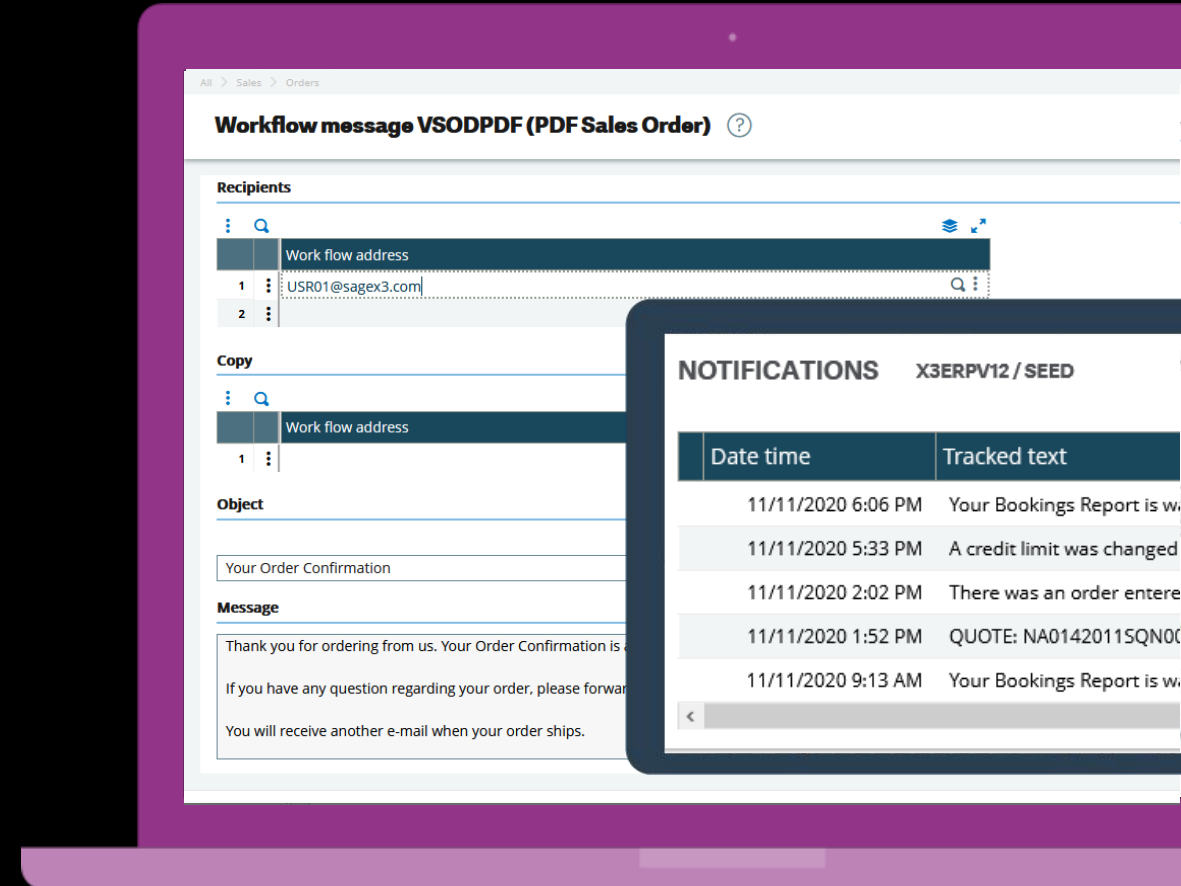 All > Sales > Orders
Workflow message VSODPDF (PDF Sales Order) ?
Recipients
Work flow address
1 USR01@sagex3.com
2
Copy
Work flow address
1
Object
Your Order Confirmation
Message
Thank you for ordering from us. Your Order Confirmation is
If you have any question regarding your order, please forwar
You will receive another e-mail when your order ships.
NOTIFICATIONS X3ERPV12 / SEED
Date time Tracked text
11/11/2020 6:06 PM Your Bookings Report is wa
11/11/2020 5:33 PM A credit limit was changed
11/11/2020 2:02 PM There was an order entere
11/11/2020 1:52 PM QUOTE: NA0142011SQN00
11/11/2020 9:13 AM Your Bookings Report is wa